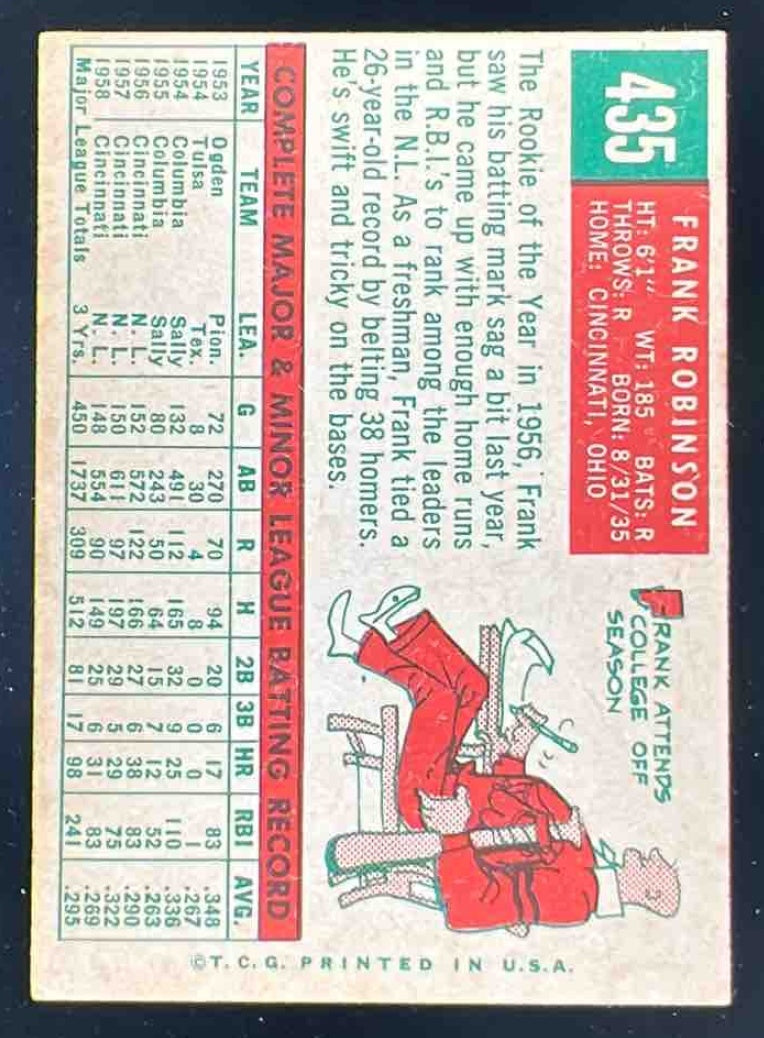 435
FRANK ROBINSON
HT: 6'1" WT: 185 BATS: R
THROWS: R BORN: 8/31/35
HOME: CINCINNATI, OHIO
The Rookie of the Year in 1956, Frank
saw his batting mark sag a bit last year,
but he came up with enough home runs
and R.B.I.'s to rank among the leaders
in the N.L. As a freshman, Frank tied a
26-year-old record by belting 38 homers.
He's swift and tricky on the bases.
FRANK ATTENDS
COLLEGE OFF
SEASON
COMPLETE MAJOR & MINOR LEAGUE BATTING RECORD
YEAR TEAM LEA. G AB R H 2B 3B HR RBI AVG.
1953 Ogden Pion. 72 270 70 94 20 6 17 83 .348
1954 Tulsa Tex. 8 30 4 8 0 0 0 1 .267
1954 Columbia Sally 132 491 112 165 32 9 25 110 .336
1955 Columbia Sally 80 243 50 64 15 7 12 52 .263
1956 Cincinnati N. L. 152 572 122 166 27 6 38 83 .290
1957 Cincinnati N. L. 150 611 97 197 29 5 29 75 .322
1958 Cincinnati N. L. 148 554 90 149 25 6 31 83 .269
Major League Totals 3 Yrs. 450 1737 309 512 81 17 98 241 .295
©T. C. G. PRINTED IN U.S.A.